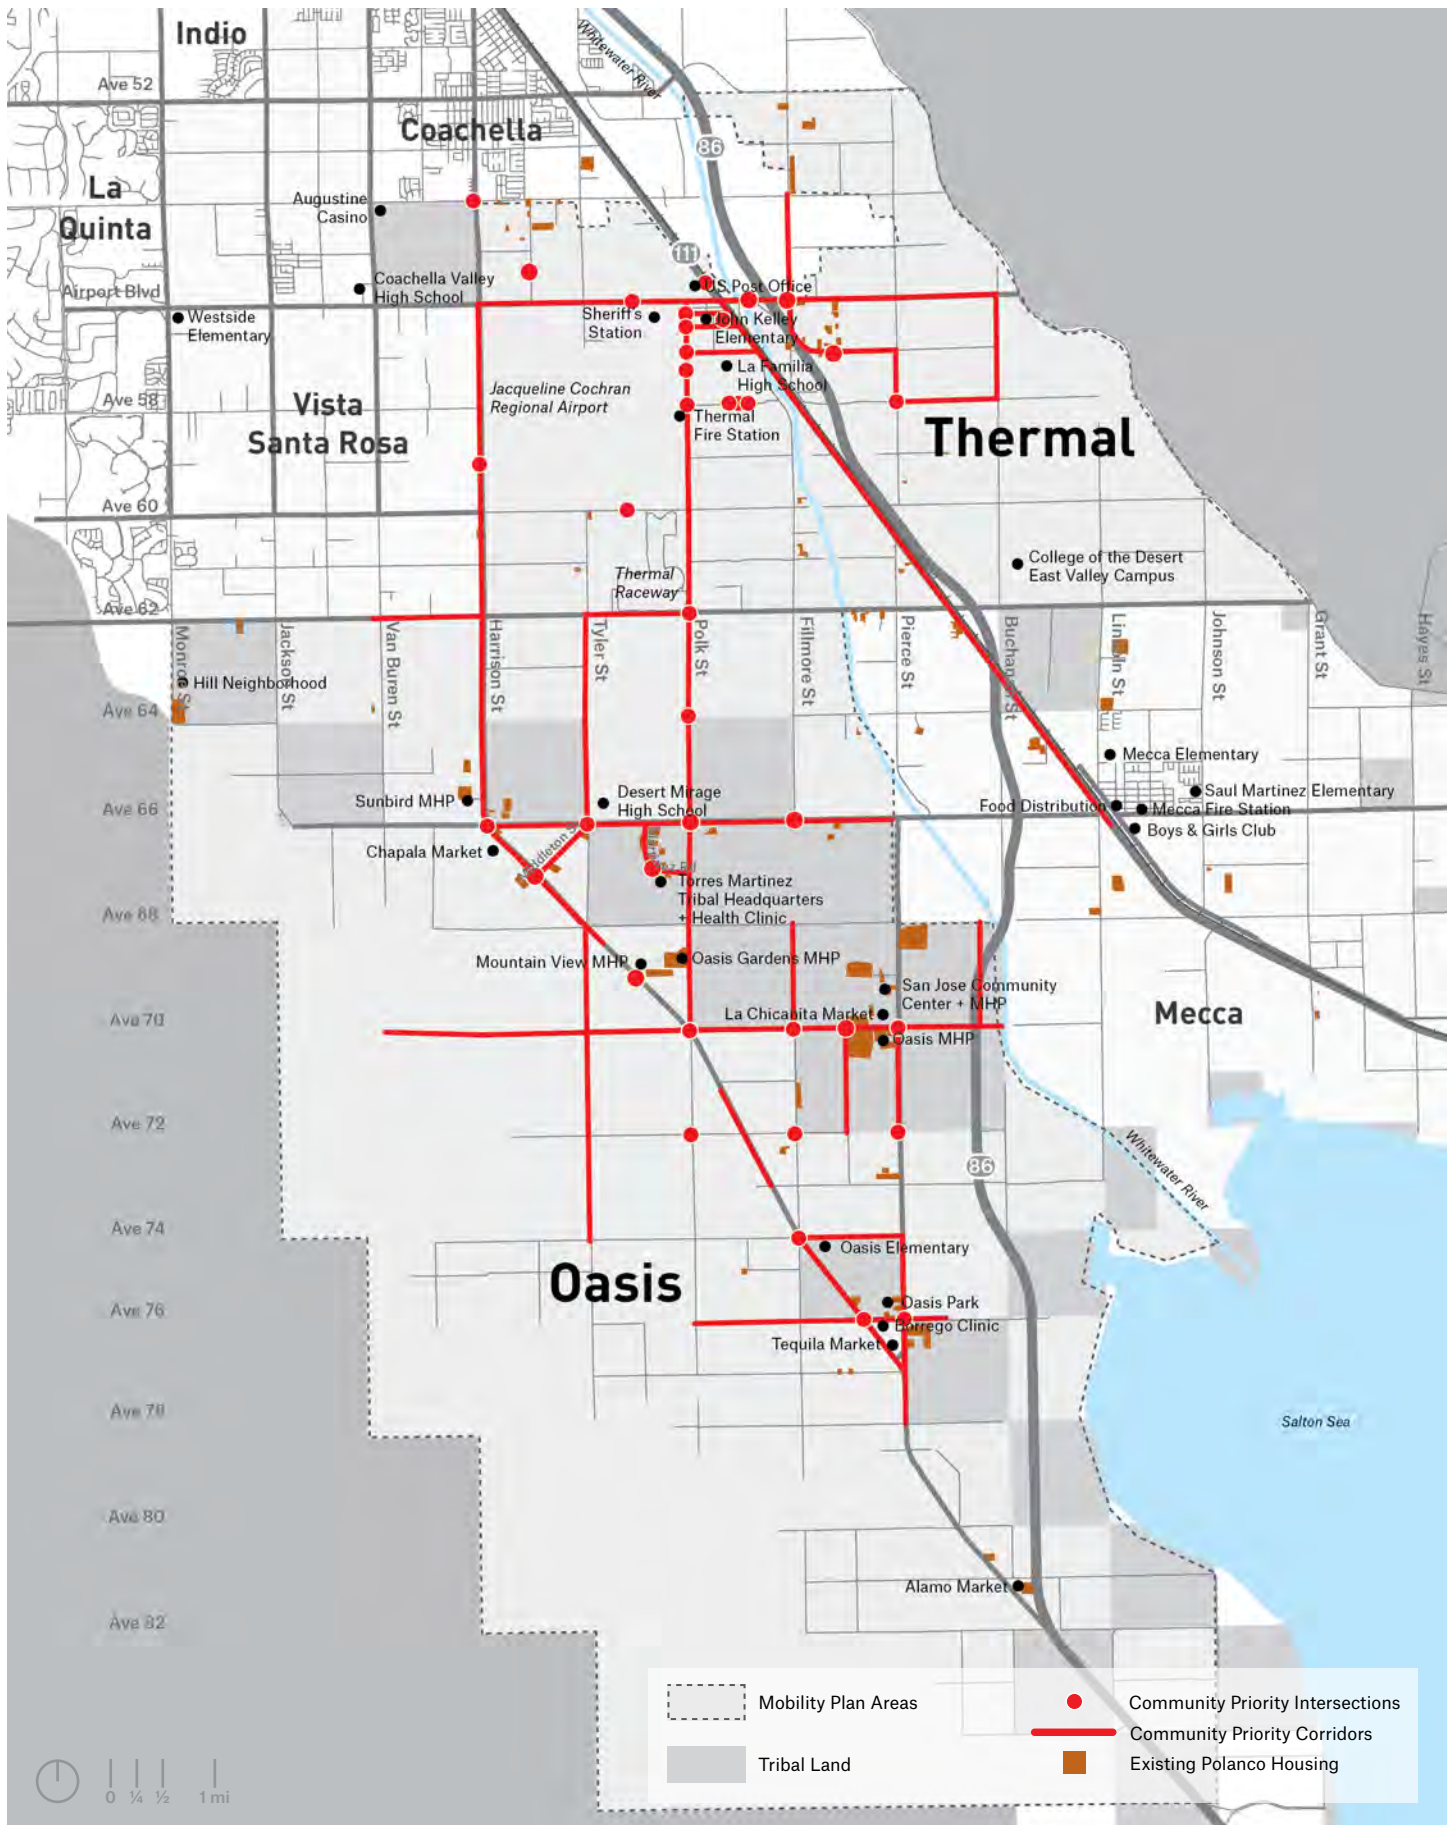 Indio
Whitewater River
Ave 52
Coachella
86
La
Quinta
Augustine
Casino
111
Coachella Valley
High School
US Post Office
Airport Blvd
Westside
Elementary
Sheriff's
Station
John Kelley
Elementary
La Familia
High School
Jacqueline Cochran
Regional Airport
Ave 58
Vista
Santa Rosa
Thermal
Fire Station
Thermal
Ave 60
College of the Desert
East Valley Campus
Thermal
Raceway
Ave 62
Monroe St
Jackson St
Van Buren St
Harrison St
Tyler St
Polk St
Fillmore St
Pierce St
Buchanan St
Lincoln St
Johnson St
Grant St
Hayes St
Hill Neighborhood
Ave 64
Mecca Elementary
Sunbird MHP
Desert Mirage
High School
Saul Martinez Elementary
Ave 66
Food Distribution
Mecca Fire Station
Boys & Girls Club
Chapala Market
Middleton St
Torres Martinez
Tribal Headquarters
+ Health Clinic
Ave 68
Mountain View MHP
Oasis Gardens MHP
San Jose Community
Center + MHP
La Chicanita Market
Mecca
Ave 70
Oasis MHP
Ave 72
86
Whitewater River
Ave 74
Oasis Elementary
Oasis
Ave 76
Oasis Park
Borrego Clinic
Tequila Market
Ave 78
Salton Sea
Ave 80
Alamo Market
Ave 82
Mobility Plan Areas
Tribal Land
Community Priority Intersections
Community Priority Corridors
Existing Polanco Housing
0 ¼ ½ 1 mi